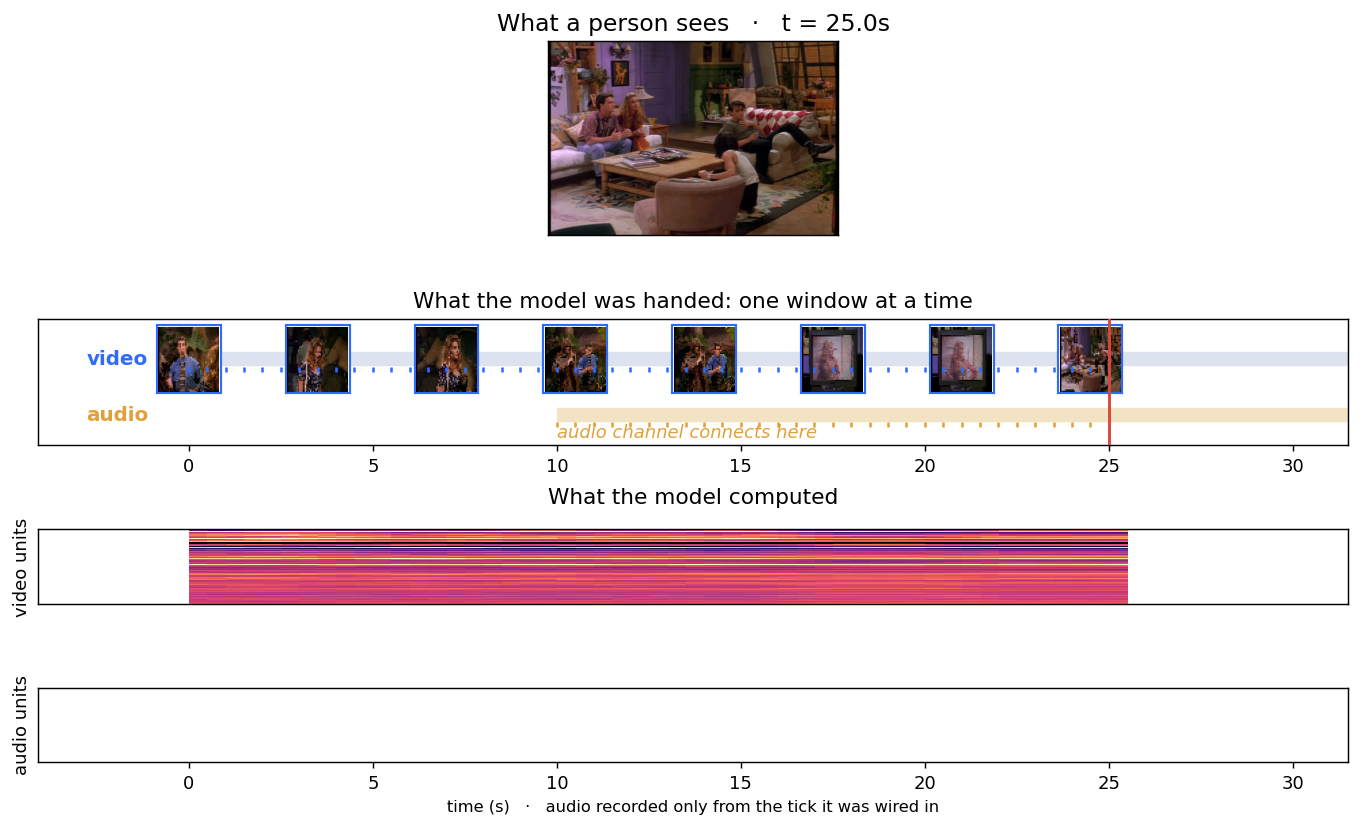 What a person sees · t = 25.0s
What the model was handed: one window at a time
video
audio
audio channel connects here
0 5 10 15 20 25 30
What the model computed
video units
audio units
0 5 10 15 20 25 30
time (s) · audio recorded only from the tick it was wired in